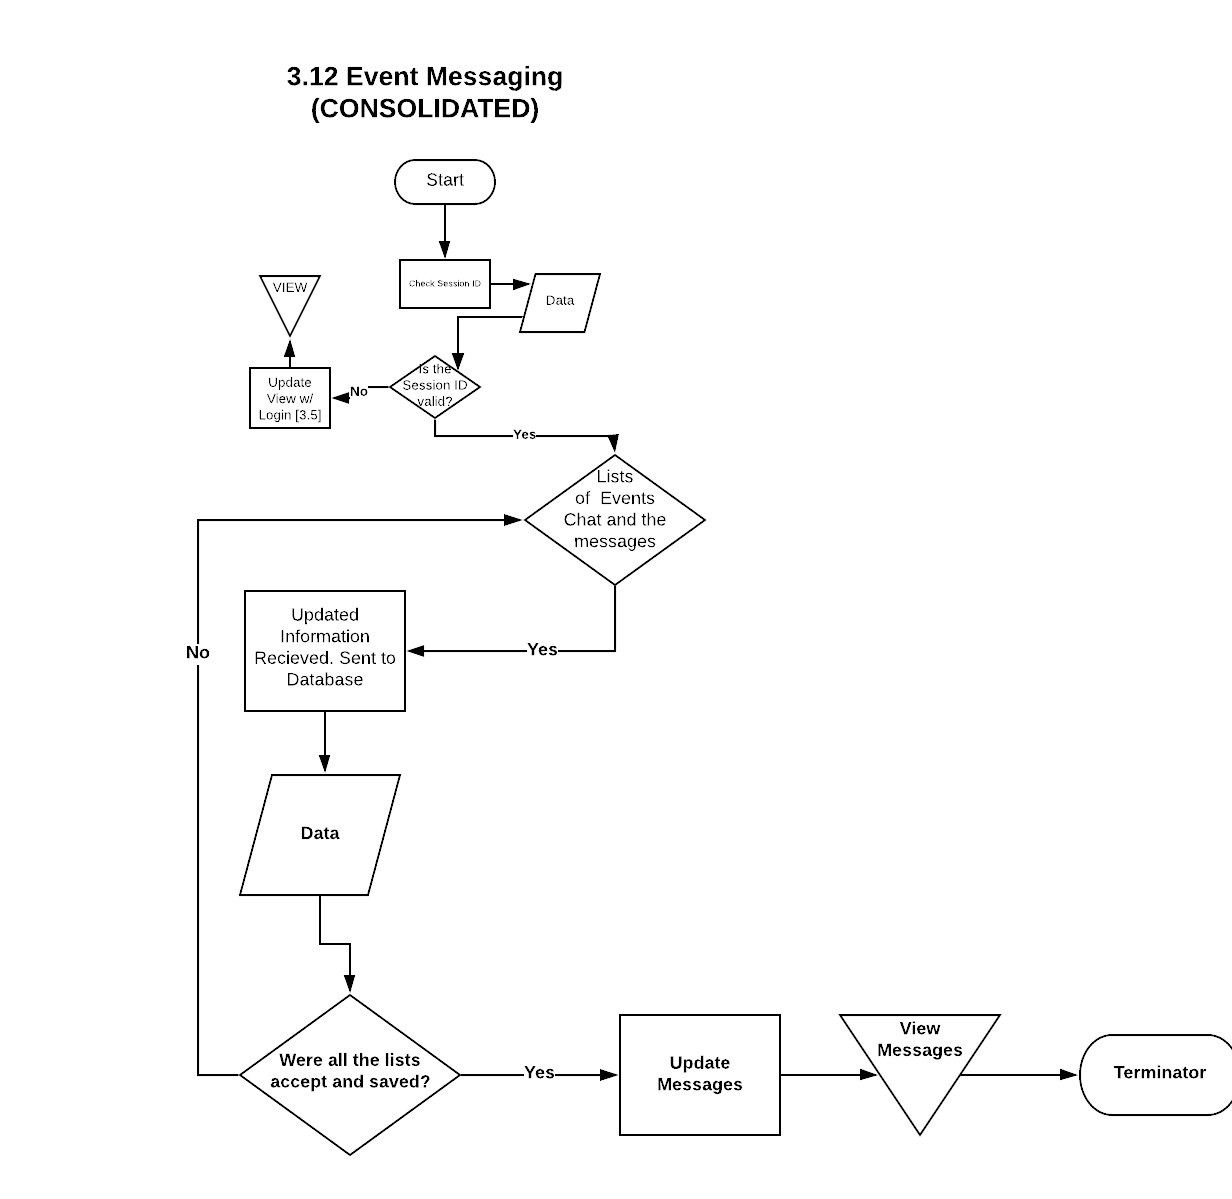 3.12 Event Messaging
(CONSOLIDATED)
Start
Check Session ID
Data
VIEW
Is the
Session ID
valid?
No
Update
View w/
Login [3.5]
Yes
Lists
of  Events
Chat and the
messages
Yes
Updated
Information
Recieved. Sent to
Database
No
Data
Were all the lists
accept and saved?
Yes
Update
Messages
View
Messages
Terminator